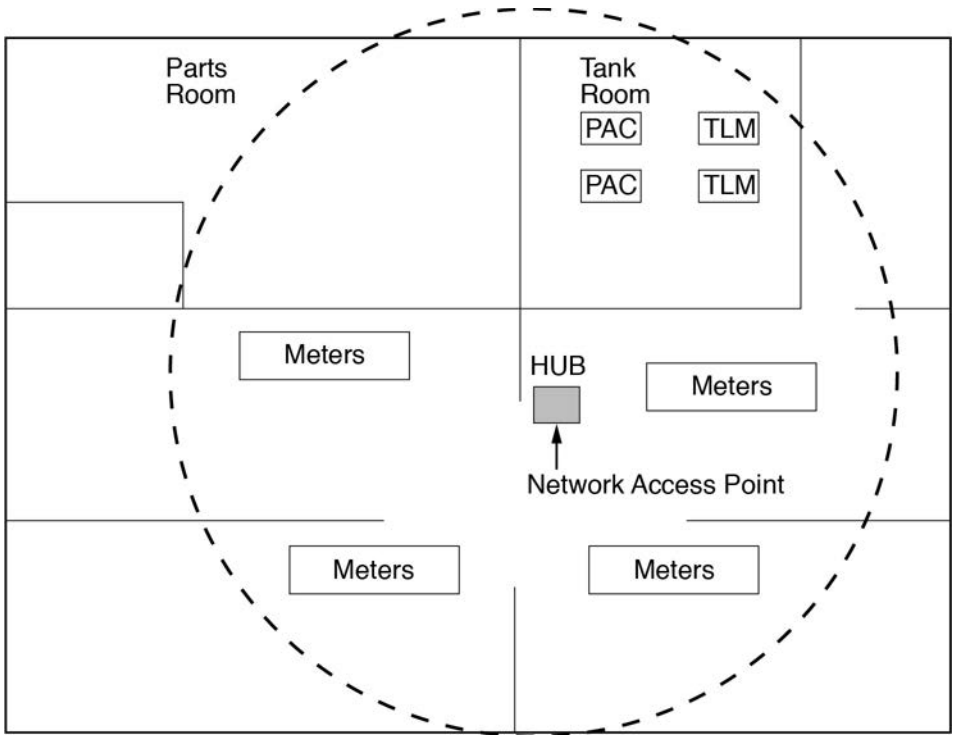 Parts
Room
Tank
Room
PAC
TLM
PAC
TLM
Meters
HUB
Meters
Network Access Point
Meters
Meters